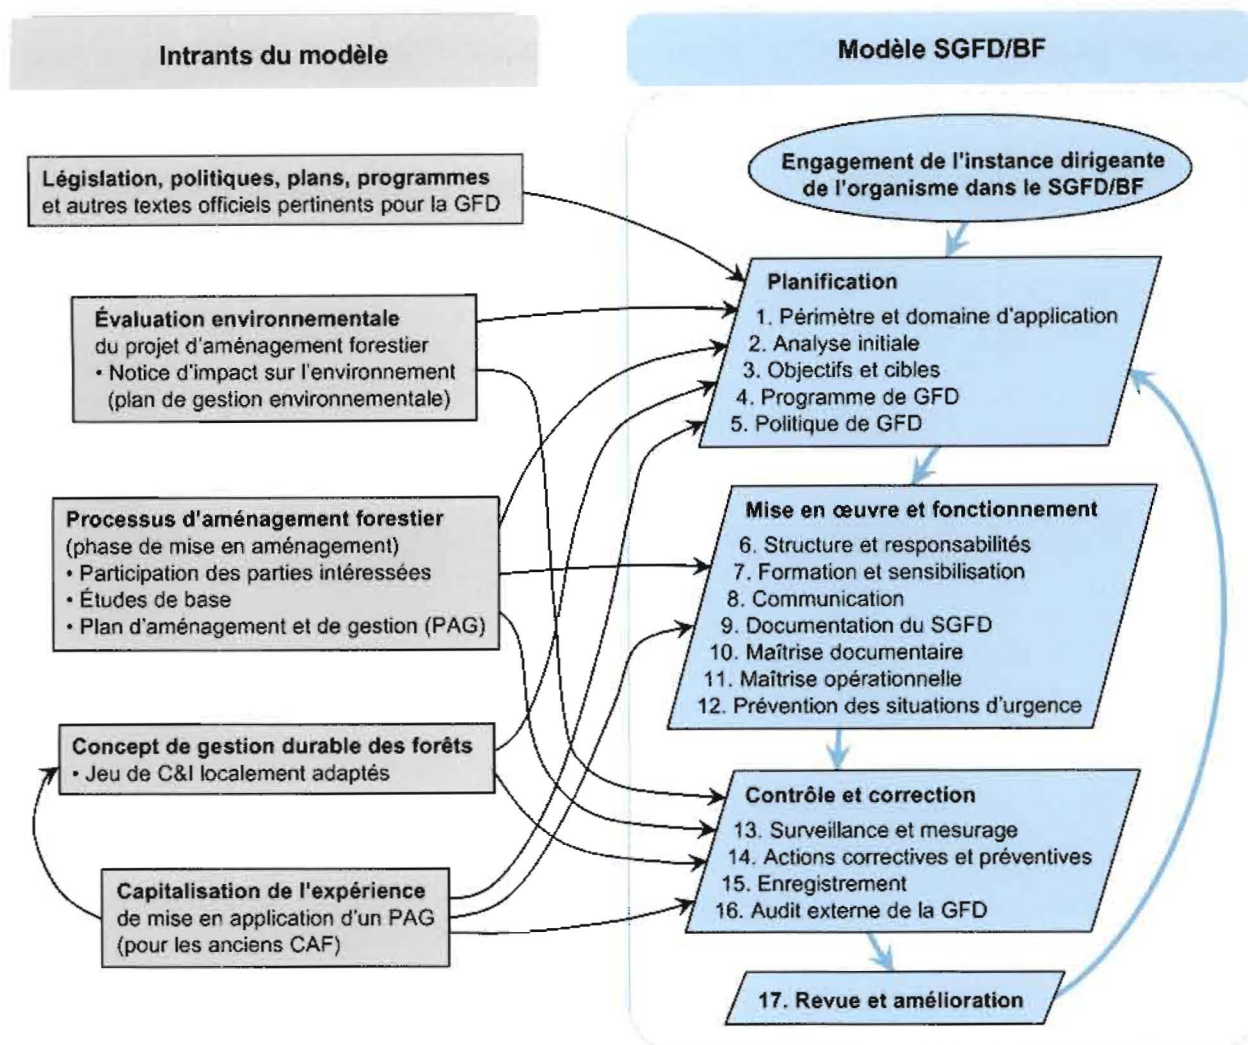 Intrants du modèle
Législation, politiques, plans, programmes
et autres textes officiels pertinents pour la GFD
Évaluation environnementale
du projet d'aménagement forestier
• Notice d'impact sur l'environnement
(plan de gestion environnementale)
Processus d'aménagement forestier
(phase de mise en aménagement)
• Participation des parties intéressées
• Études de base
• Plan d'aménagement et de gestion (PAG)
Concept de gestion durable des forêts
• Jeu de C&I localement adaptés
Capitalisation de l'expérience
de mise en application d'un PAG
(pour les anciens CAF)
Modèle SGFD/BF
Engagement de l'instance dirigeante
de l'organisme dans le SGFD/BF
Planification
1. Périmètre et domaine d'application
2. Analyse initiale
3. Objectifs et cibles
4. Programme de GFD
5. Politique de GFD
Mise en œuvre et fonctionnement
6. Structure et responsabilités
7. Formation et sensibilisation
8. Communication
9. Documentation du SGFD
10. Maîtrise documentaire
11. Maîtrise opérationnelle
12. Prévention des situations d'urgence
Contrôle et correction
13. Surveillance et mesurage
14. Actions correctives et préventives
15. Enregistrement
16. Audit externe de la GFD
17. Revue et amélioration